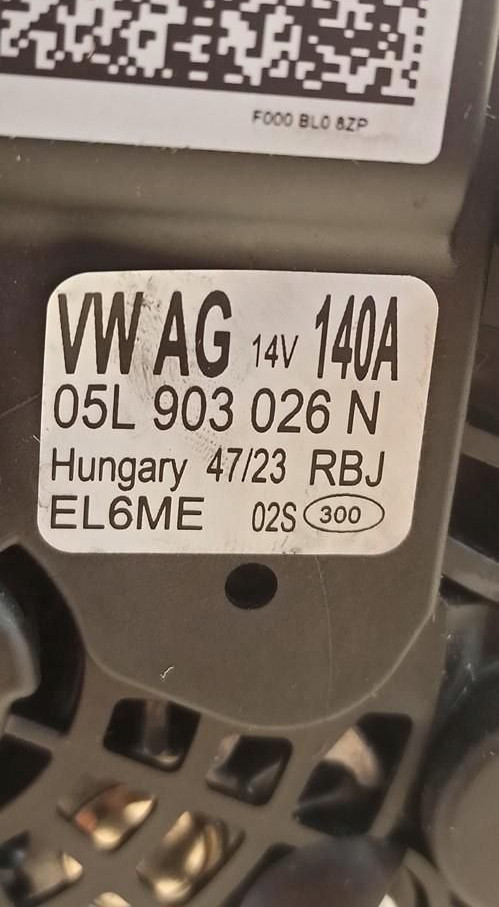 F000 BL0 8ZP
VW AG 14V 140A
05L 903 026 N
Hungary 47/23 RBJ
EL6ME 02S 300